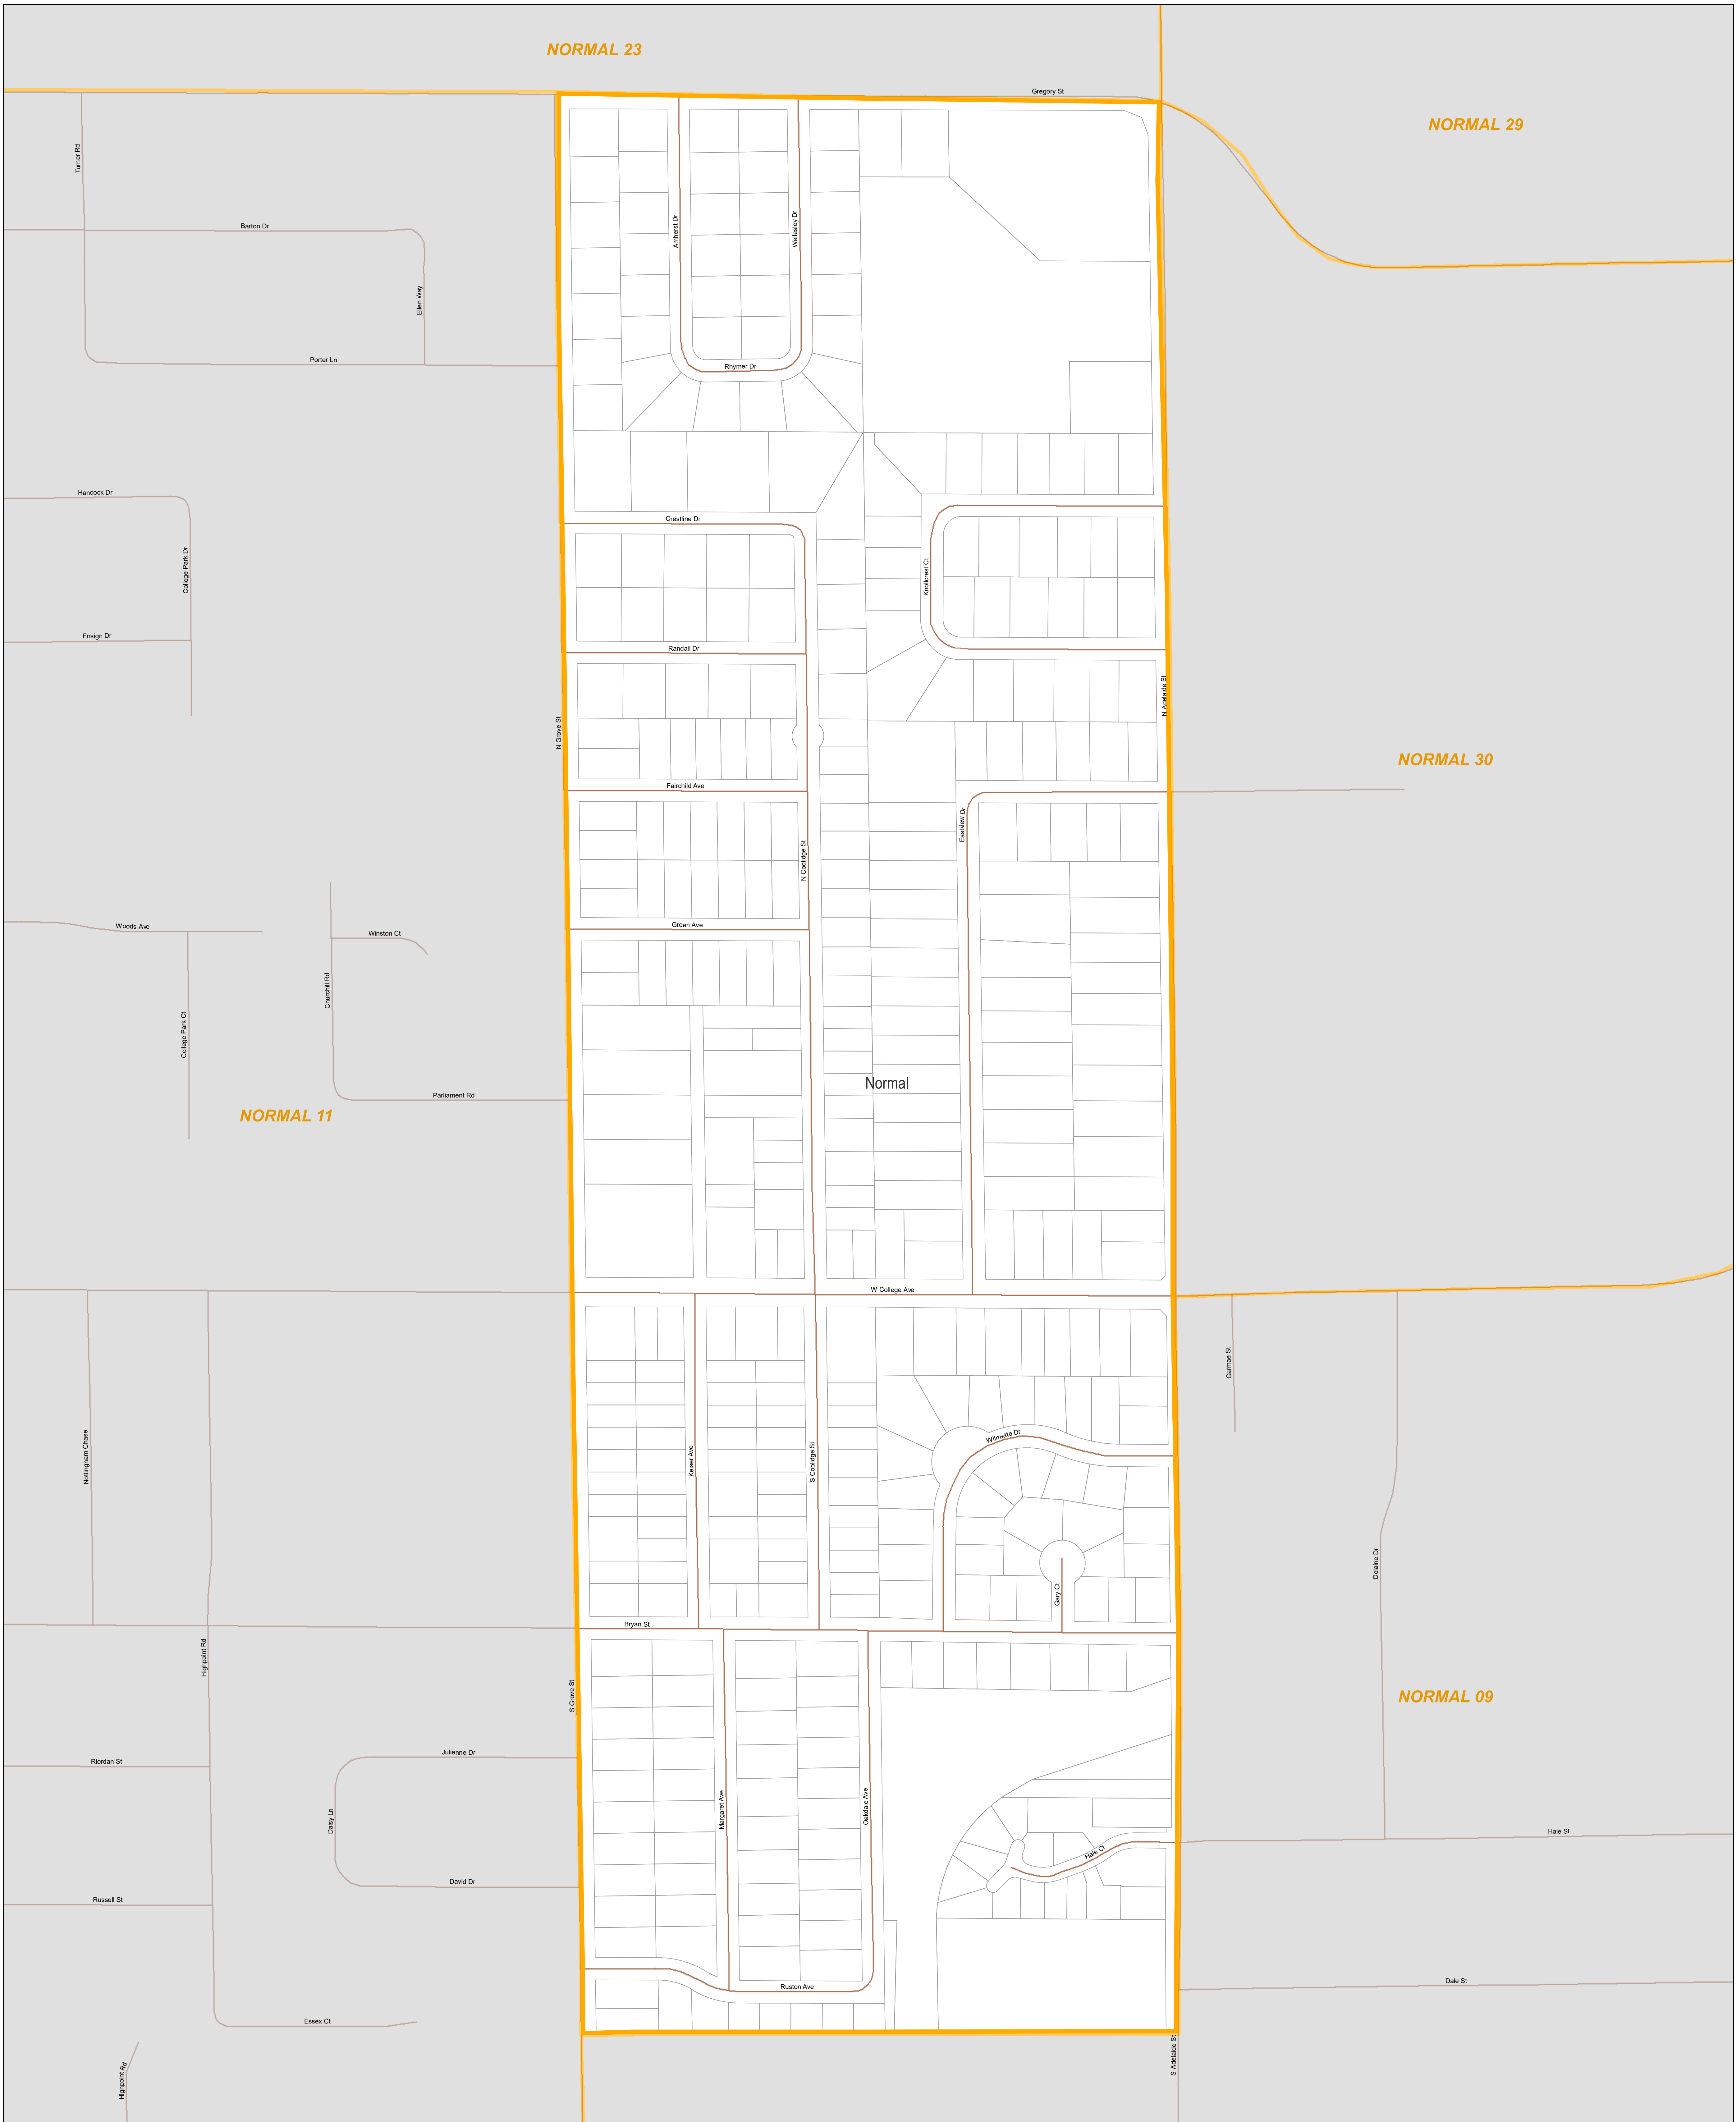 NORMAL 23
Gregory St
NORMAL 29
Turner Rd
Barton Dr
Amherst Dr
Wellesley Dr
Ellen Way
Porter Ln
Rhymer Dr
Hancock Dr
Crestline Dr
College Park Dr
Knollcrest Ct
Ensign Dr
Randall Dr
N Adelaide St
N Grove St
NORMAL 30
Fairchild Ave
Eastview Dr
N Coolidge St
Woods Ave
Green Ave
Winston Ct
Churchill Rd
College Park Ct
Normal
Parliament Rd
NORMAL 11
W College Ave
Carmae St
Nottingham Chase
Keiser Ave
S Coolidge St
Wilmette Dr
Delaine Dr
Gary Ct
Bryan St
Highpoint Rd
S Grove St
NORMAL 09
Julienne Dr
Riordan St
Daisy Ln
Margaret Ave
Oakdale Ave
Hale St
Hale Ct
David Dr
Russell St
Dale St
Ruston Ave
Essex Ct
S Adelaide St
Highpoint Rd